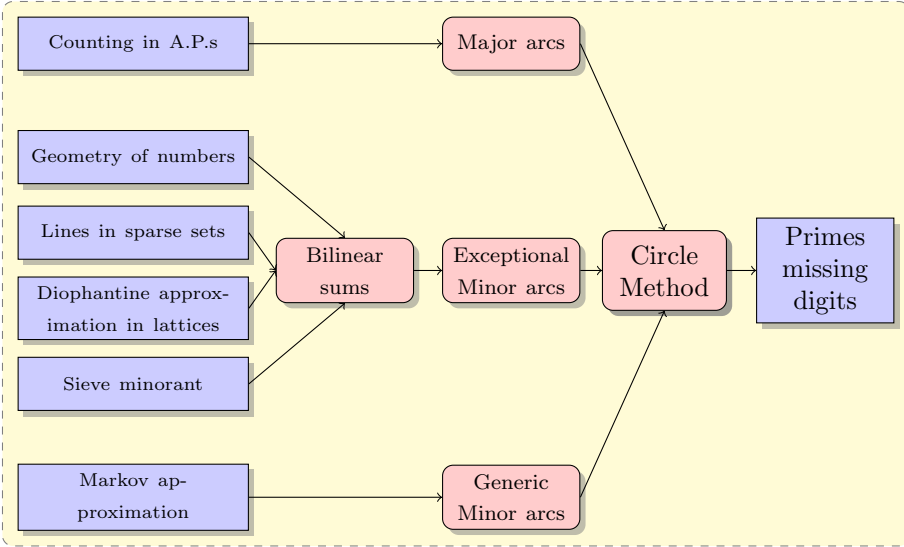 Counting in A.P.s
Major arcs
Geometry of numbers
Lines in sparse sets
Diophantine approx-
imation in lattices
Sieve minorant
Bilinear
sums
Exceptional
Minor arcs
Circle
Method
Primes
missing
digits
Markov ap-
proximation
Generic
Minor arcs